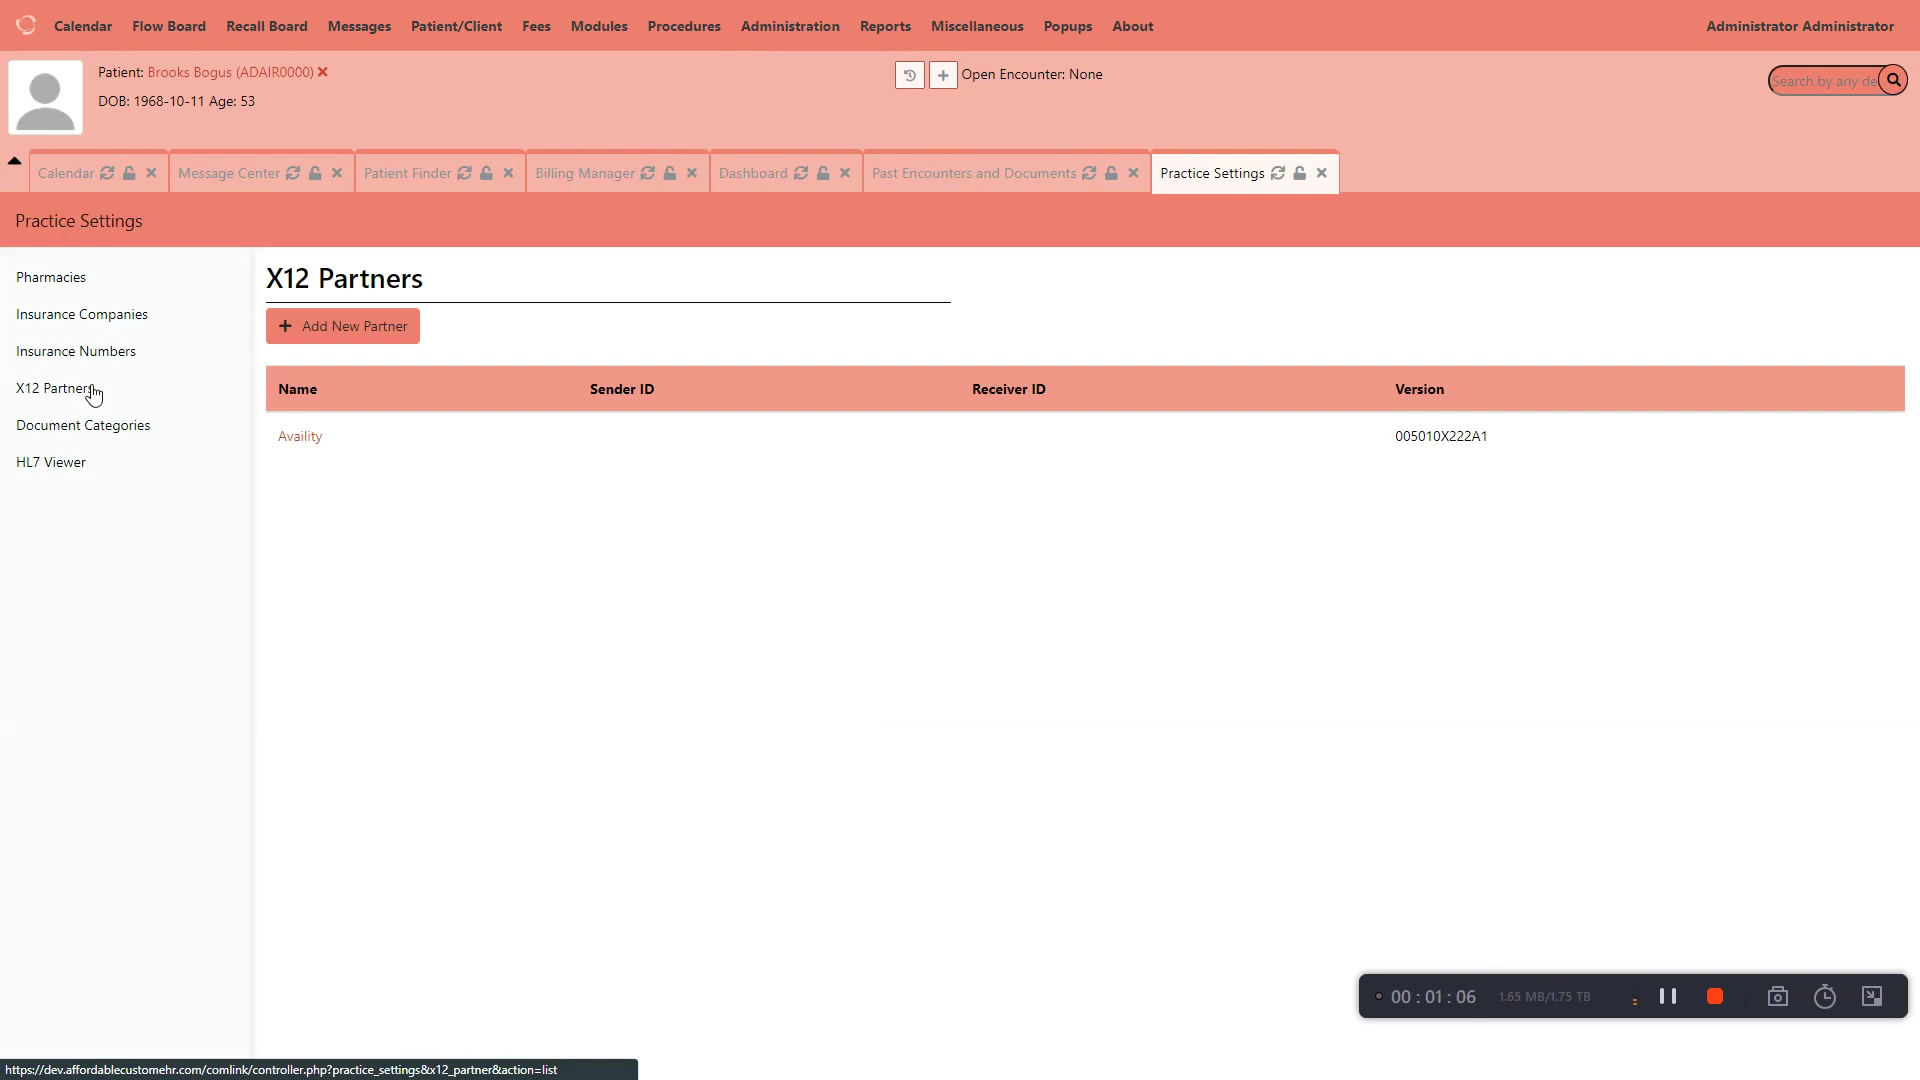 Calendar Flow Board Recall Board Messages Patient/Client Fees Modules Procedures Administration Reports Miscellaneous Popups About Administrator Administrator
Patient: Brooks Bogus (ADAIR0000)
Open Encounter: None
Search by any de
DOB: 1968-10-11 Age: 53
Calendar Message Center Patient Finder Billing Manager Dashboard Past Encounters and Documents Practice Settings
Practice Settings
Pharmacies
Insurance Companies
Insurance Numbers
X12 Partners
Document Categories
HL7 Viewer
X12 Partners
Add New Partner
Name Sender ID Receiver ID Version
Availity 005010X222A1
00 : 01 : 06 1.65 MB/1.75 TB
https://dev.affordablecustomehr.com/comlink/controller.php?practice_settings&x12_partner&action=list